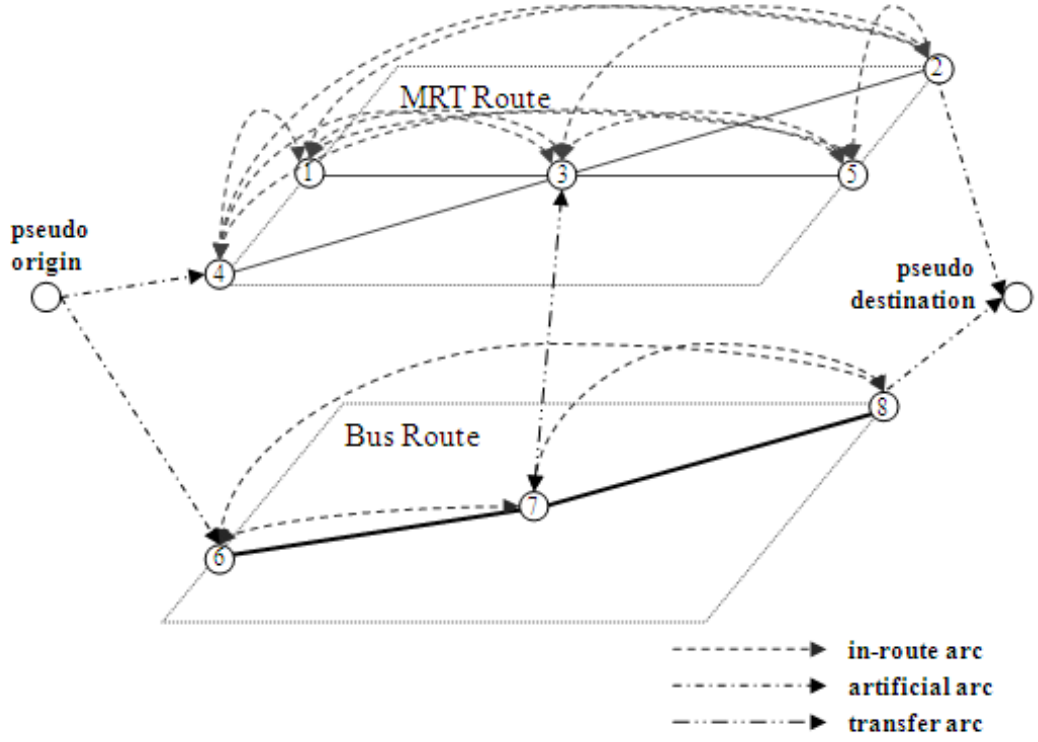 2
MRT Route
1
3
5
pseudo
origin
4
pseudo
destination
8
Bus Route
7
6
in-route arc
artificial arc
transfer arc